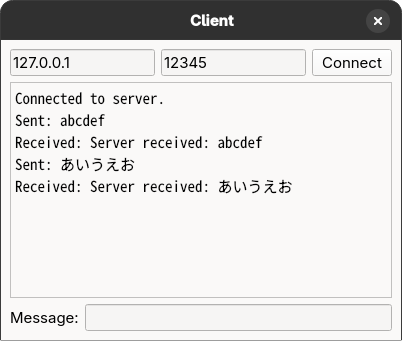 Client
127.0.0.1 12345 Connect
Connected to server.
Sent: abcdef
Received: Server received: abcdef
Sent: あいうえお
Received: Server received: あいうえお
Message: